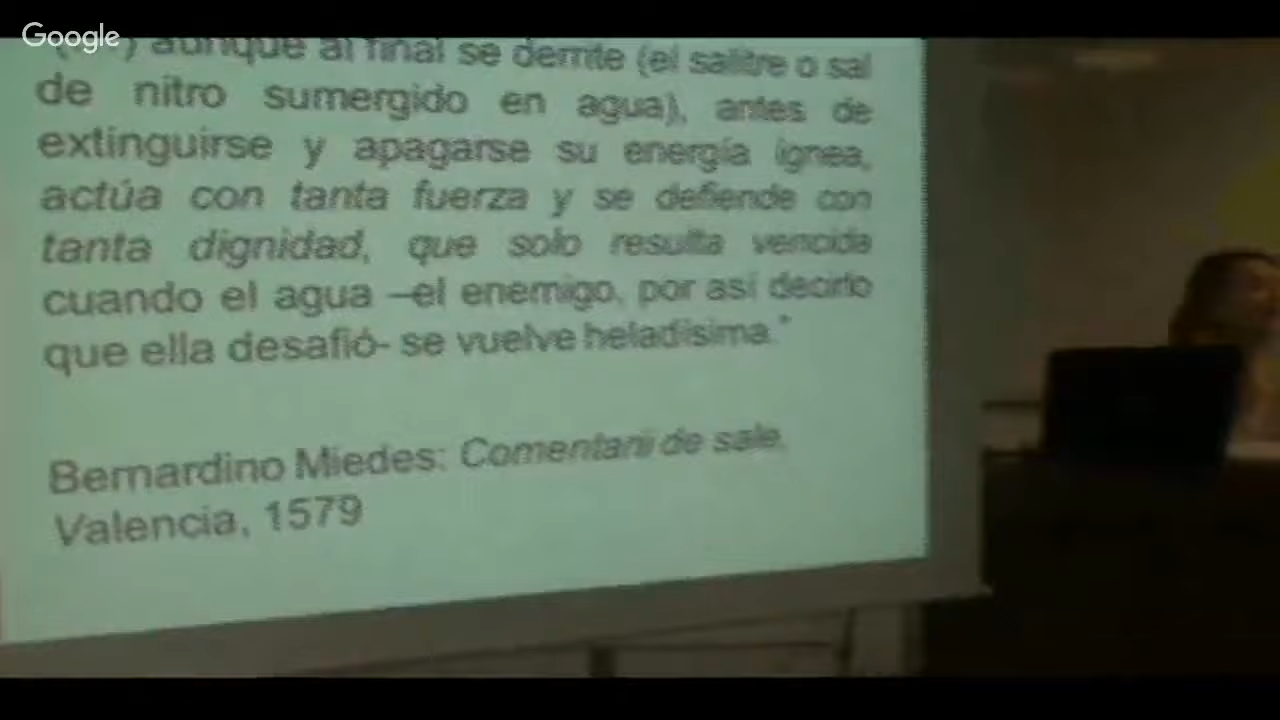 Google
(...) aunque al final se derrite (el salitre o sal
de nitro sumergido en agua), antes de
extinguirse y apagarse su energía ígnea,
actúa con tanta fuerza y se defiende con
tanta dignidad, que solo resulta vencida
cuando el agua –el enemigo, por así decirlo
que ella desafió- se vuelve heladísima."
Bernardino Miedes: Comentarii de sale,
Valencia, 1579